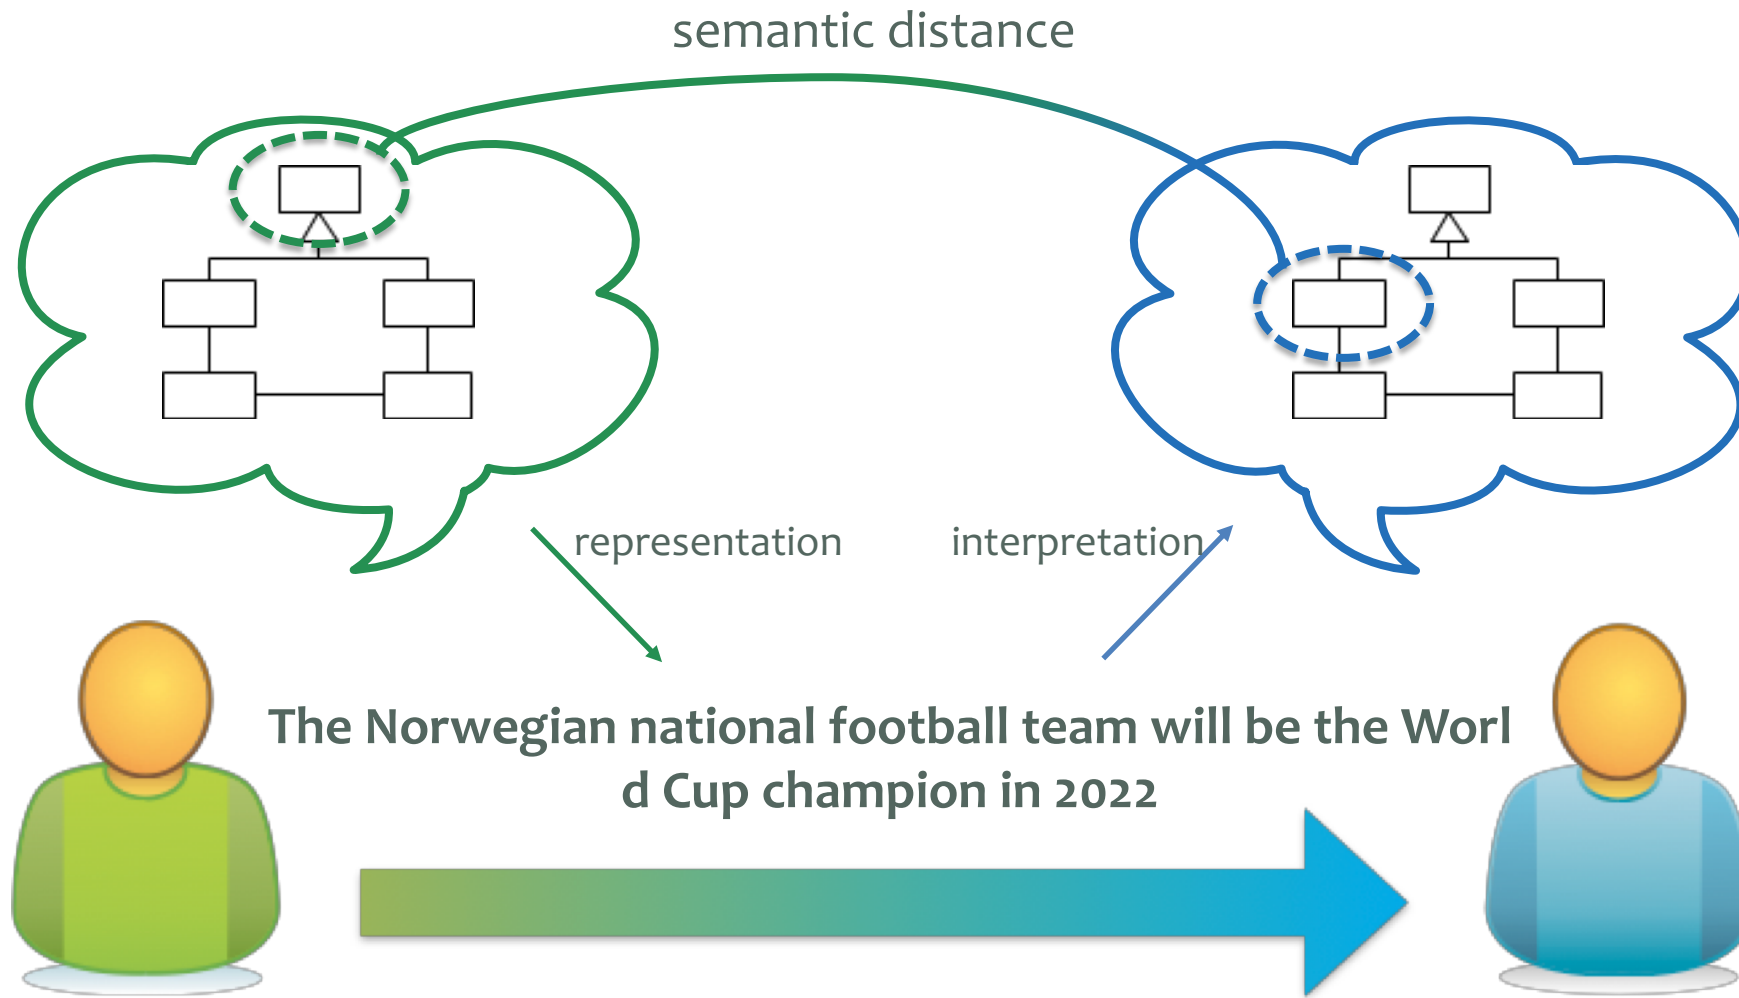 semantic distance
representation
interpretation
The Norwegian national football team will be the Worl
d Cup champion in 2022